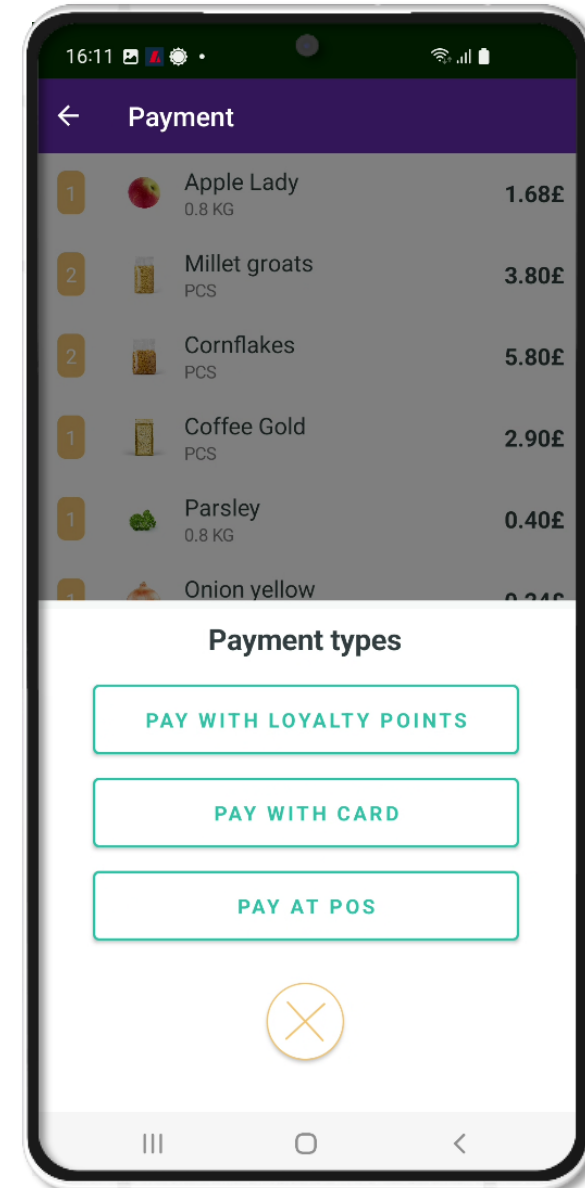 16:11
Payment
1 Apple Lady 1.68£
0.8 KG
2 Millet groats 3.80£
PCS
2 Cornflakes 5.80£
PCS
1 Coffee Gold 2.90£
PCS
1 Parsley 0.40£
0.8 KG
1 Onion yellow
Payment types
PAY WITH LOYALTY POINTS
PAY WITH CARD
PAY AT POS